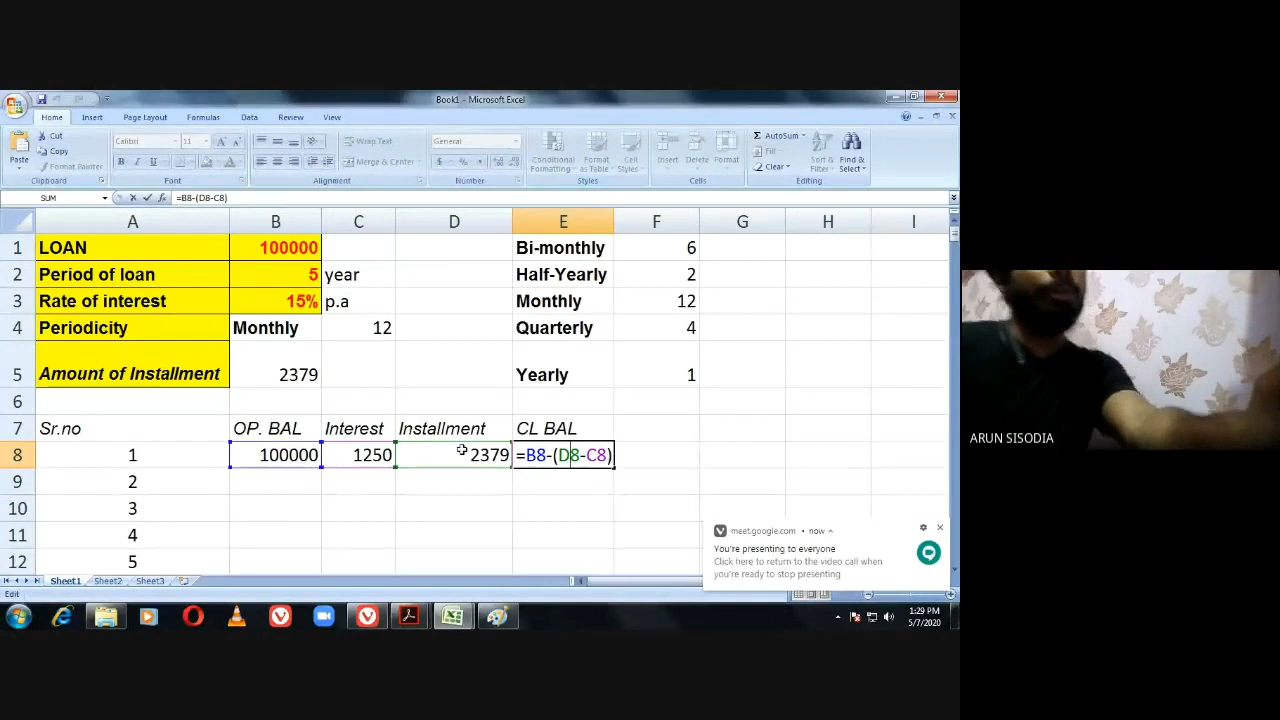 Book1 - Microsoft Excel
Home Insert Page Layout Formulas Data Review View
Paste Cut Copy Format Painter Clipboard
Calibri 11 B I U Font
Wrap Text Merge & Center Alignment
General $ % , Number
Conditional Formatting Format as Table Cell Styles Styles
Insert Delete Format Cells
Σ AutoSum Fill Clear Sort & Filter Find & Select Editing
SUM =B8-(D8-C8)
A B C D E F G H I
1 LOAN 100000 Bi-monthly 6
2 Period of loan 5 year Half-Yearly 2
3 Rate of interest 15% p.a Monthly 12
4 Periodicity Monthly 12 Quarterly 4
5 Amount of Installment 2379 Yearly 1
6
7 Sr.no OP. BAL Interest Installment CL BAL
8 1 100000 1250 2379 =B8-(D8-C8)
9 2
10 3
11 4
12 5
meet.google.com • now
You're presenting to everyone
Click here to return to the video call when
you're ready to stop presenting
Sheet1 Sheet2 Sheet3
Edit
1:29 PM
5/7/2020
ARUN SISODIA